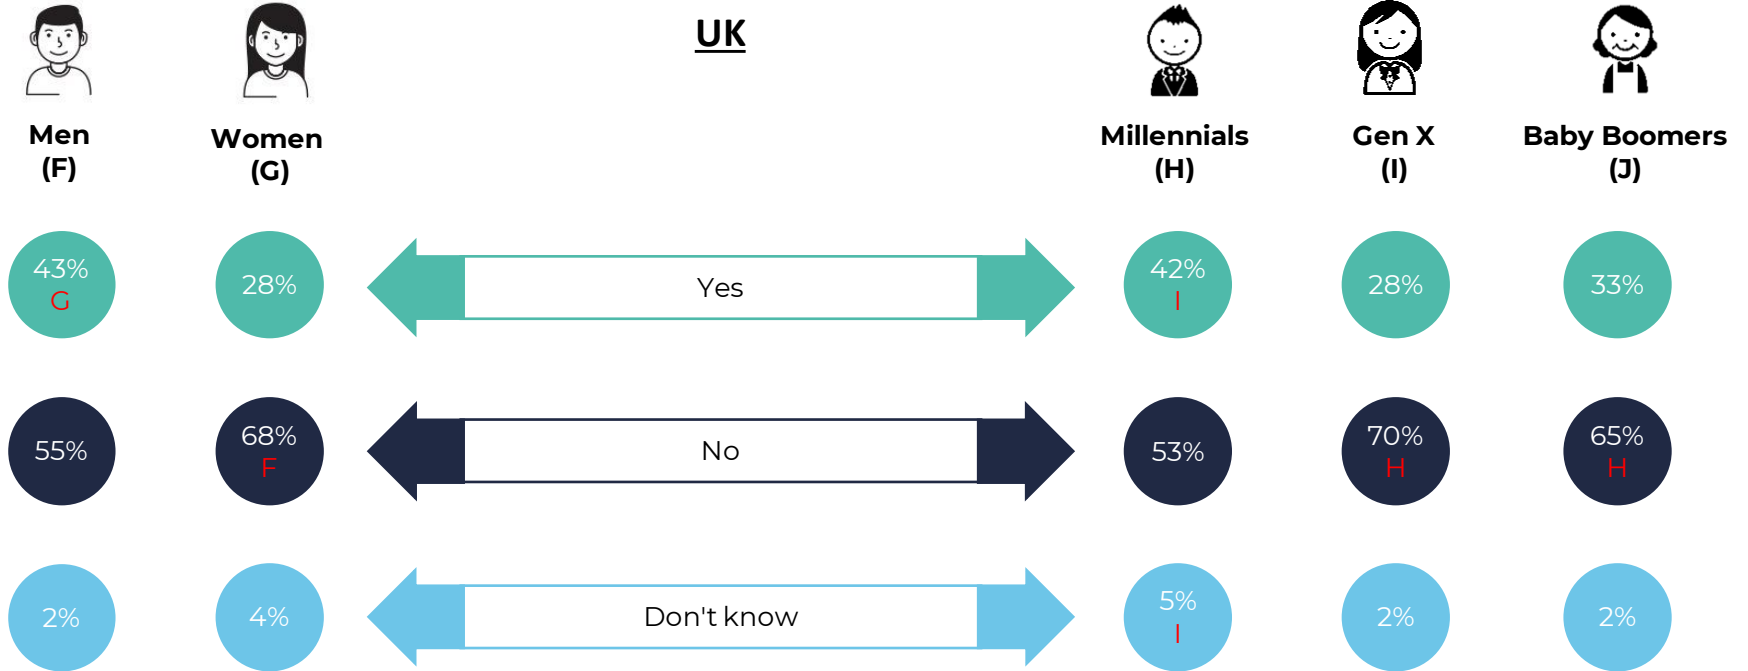 UK
Men
(F)
Women
(G)
Millennials
(H)
Gen X
(I)
Baby Boomers
(J)
43%
G
28%
Yes
42%
I
28%
33%
55%
68%
F
No
53%
70%
H
65%
H
2%
4%
Don't know
5%
I
2%
2%